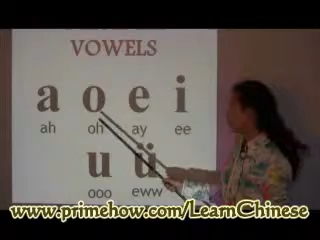 VOWELS
a o e i
ah oh ay ee
u ü
ooo eww
www.primehow.com/LearnChinese